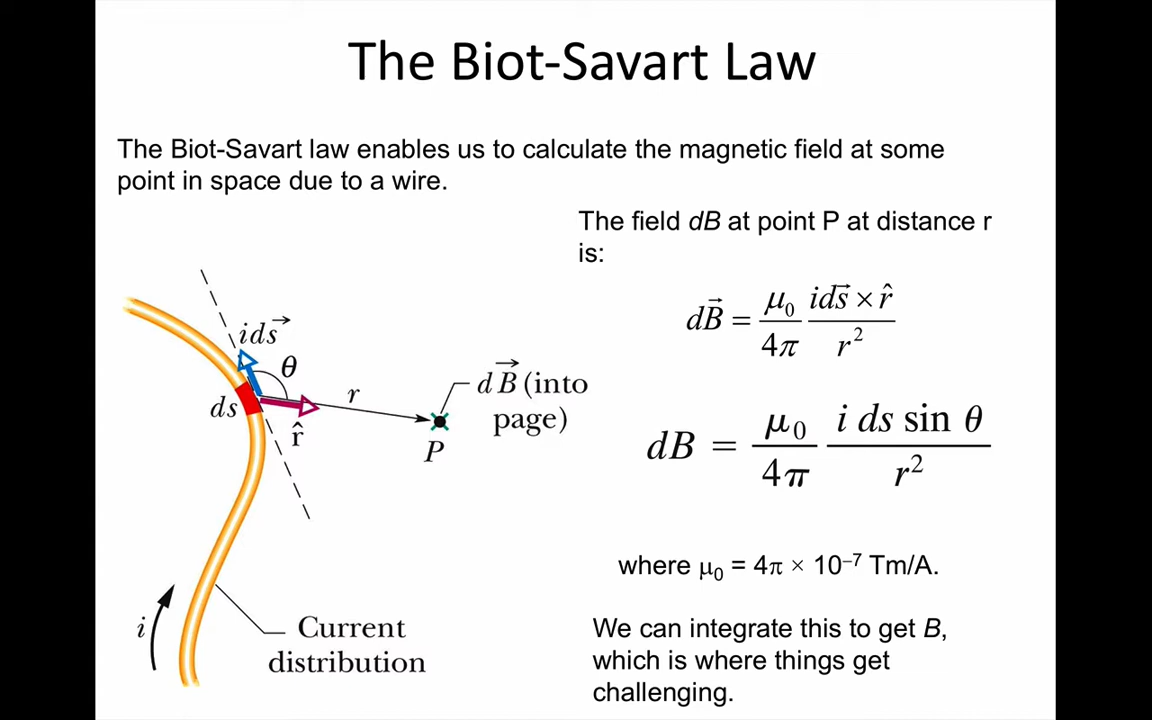 The Biot-Savart Law
The Biot-Savart law enables us to calculate the magnetic field at some
point in space due to a wire.
The field dB at point P at distance r
is:
dB⃗ = μ₀/4π ids⃗ × r̂/r²
dB = μ₀/4π i ds sin θ/r²
where μ₀ = 4π × 10⁻⁷ Tm/A.
We can integrate this to get B,
which is where things get
challenging.
ids⃗
θ
ds
r̂
r
P
dB⃗ (into
page)
i
Current
distribution